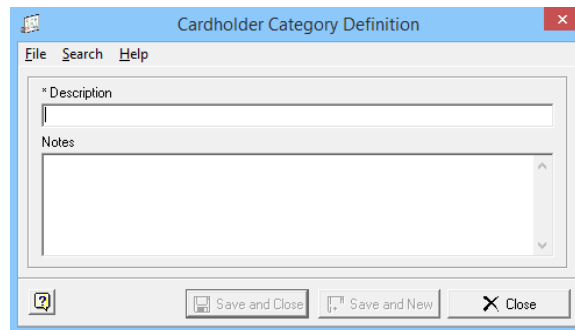 Cardholder Category Definition
File Search Help
* Description
Notes
Save and Close Save and New Close